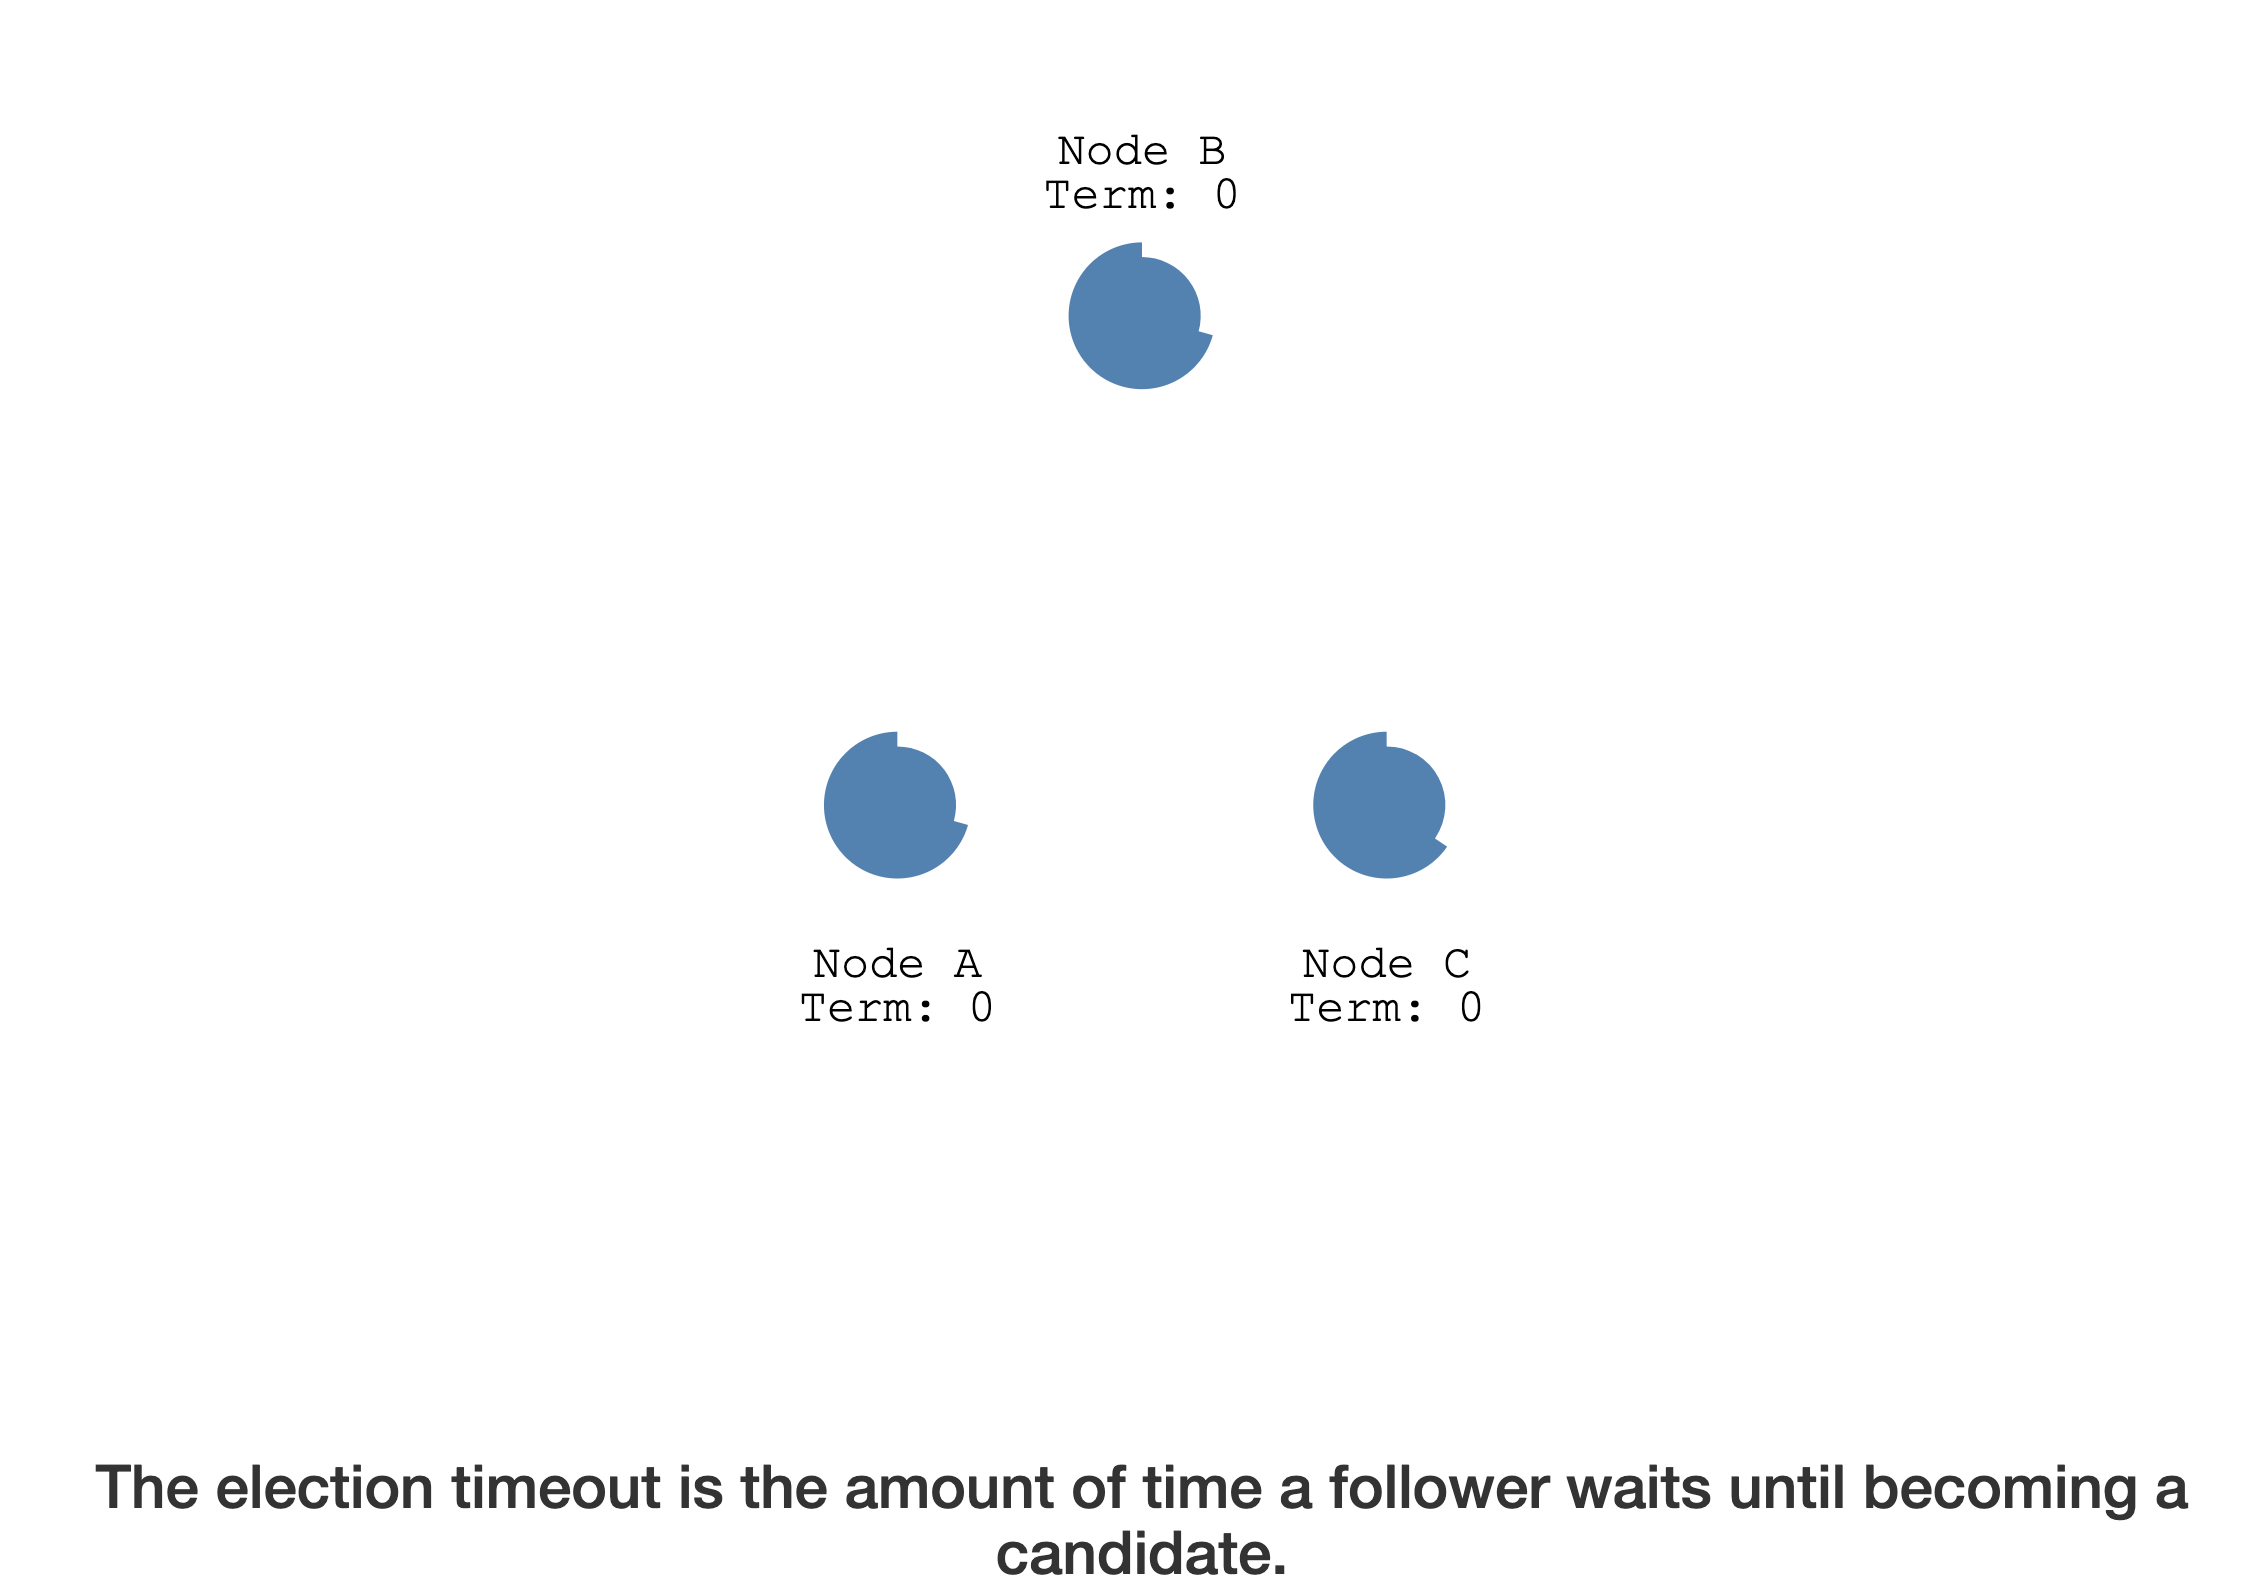 Node B
Term: 0
Node A
Term: 0
Node C
Term: 0
The election timeout is the amount of time a follower waits until becoming a
candidate.